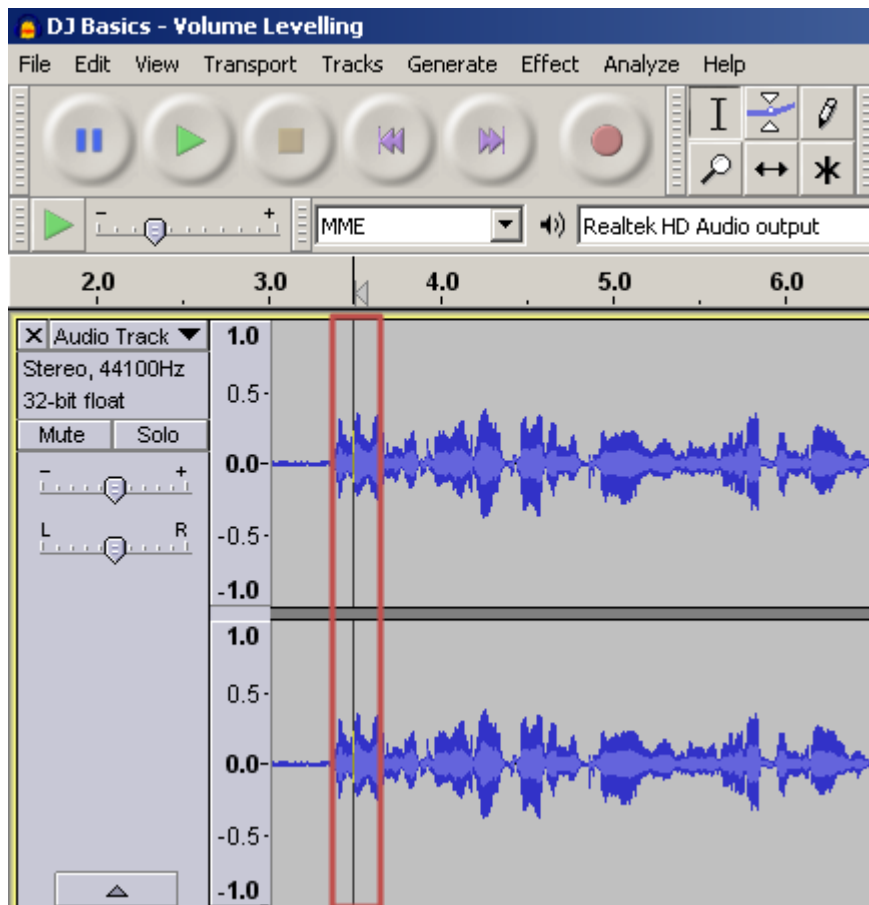 DJ Basics - Volume Levelling
File Edit View Transport Tracks Generate Effect Analyze Help
- + MME Realtek HD Audio output
2.0 3.0 4.0 5.0 6.0
X Audio Track
Stereo, 44100Hz
32-bit float
Mute Solo
- +
L R
1.0
0.5
0.0
-0.5
-1.0
1.0
0.5
0.0
-0.5
-1.0